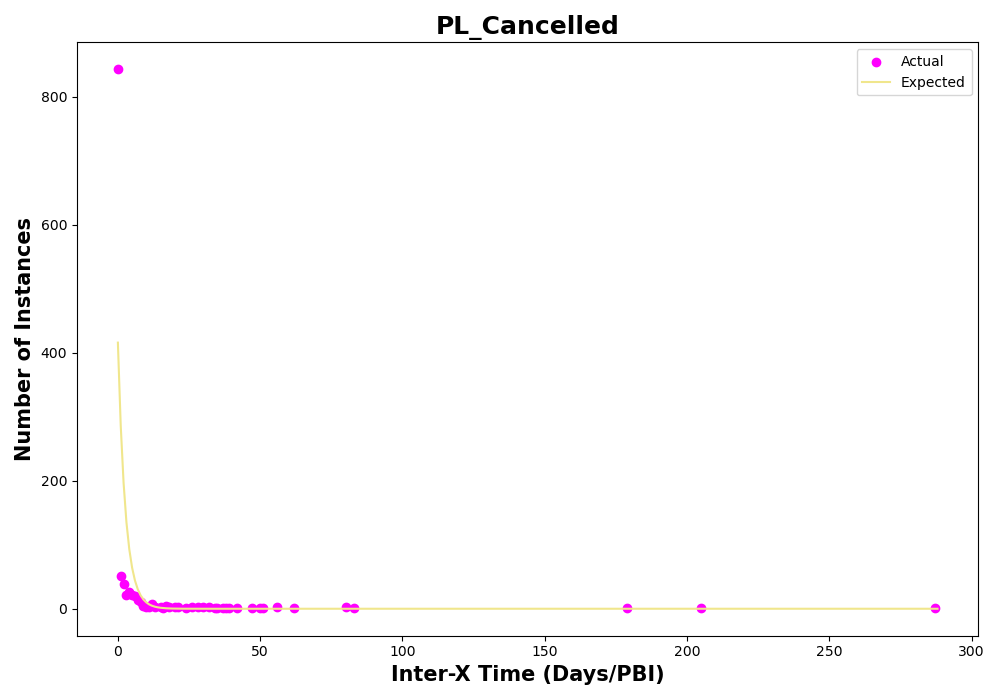 PL_Cancelled
Actual
Expected
Number of Instances
800
600
400
200
0
0 50 100 150 200 250 300
Inter-X Time (Days/PBI)